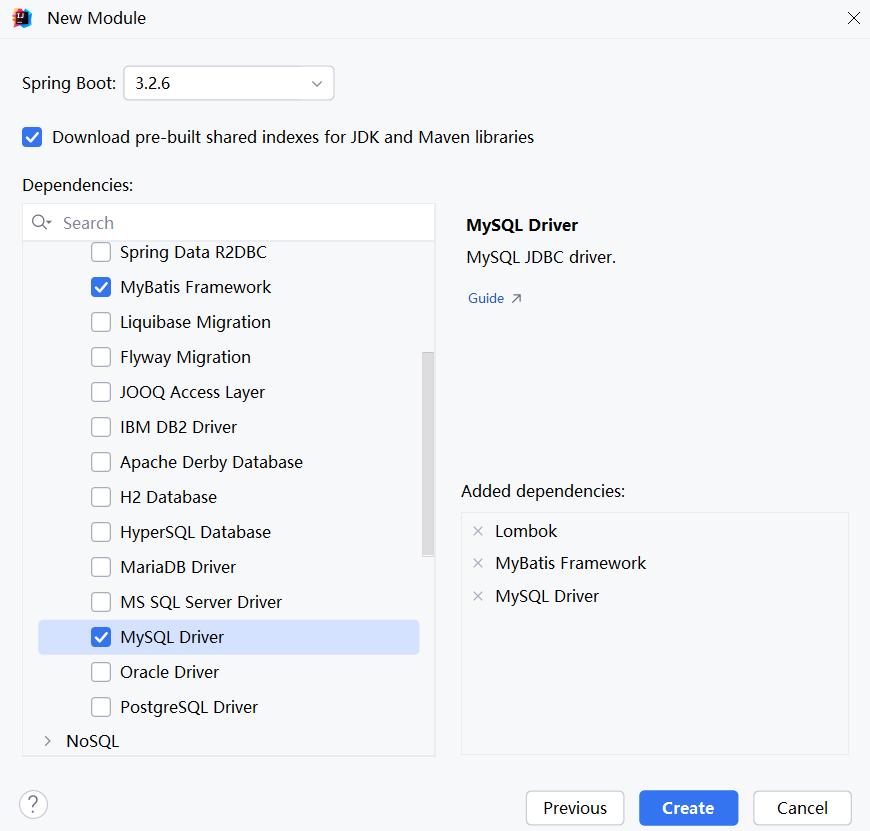 New Module
Spring Boot: 3.2.6
Download pre-built shared indexes for JDK and Maven libraries
Dependencies:
Search
Spring Data R2DBC
MyBatis Framework
Liquibase Migration
Flyway Migration
JOOQ Access Layer
IBM DB2 Driver
Apache Derby Database
H2 Database
HyperSQL Database
MariaDB Driver
MS SQL Server Driver
MySQL Driver
Oracle Driver
PostgreSQL Driver
NoSQL
MySQL Driver
MySQL JDBC driver.
Guide ↗
Added dependencies:
Lombok
MyBatis Framework
MySQL Driver
?
Previous
Create
Cancel